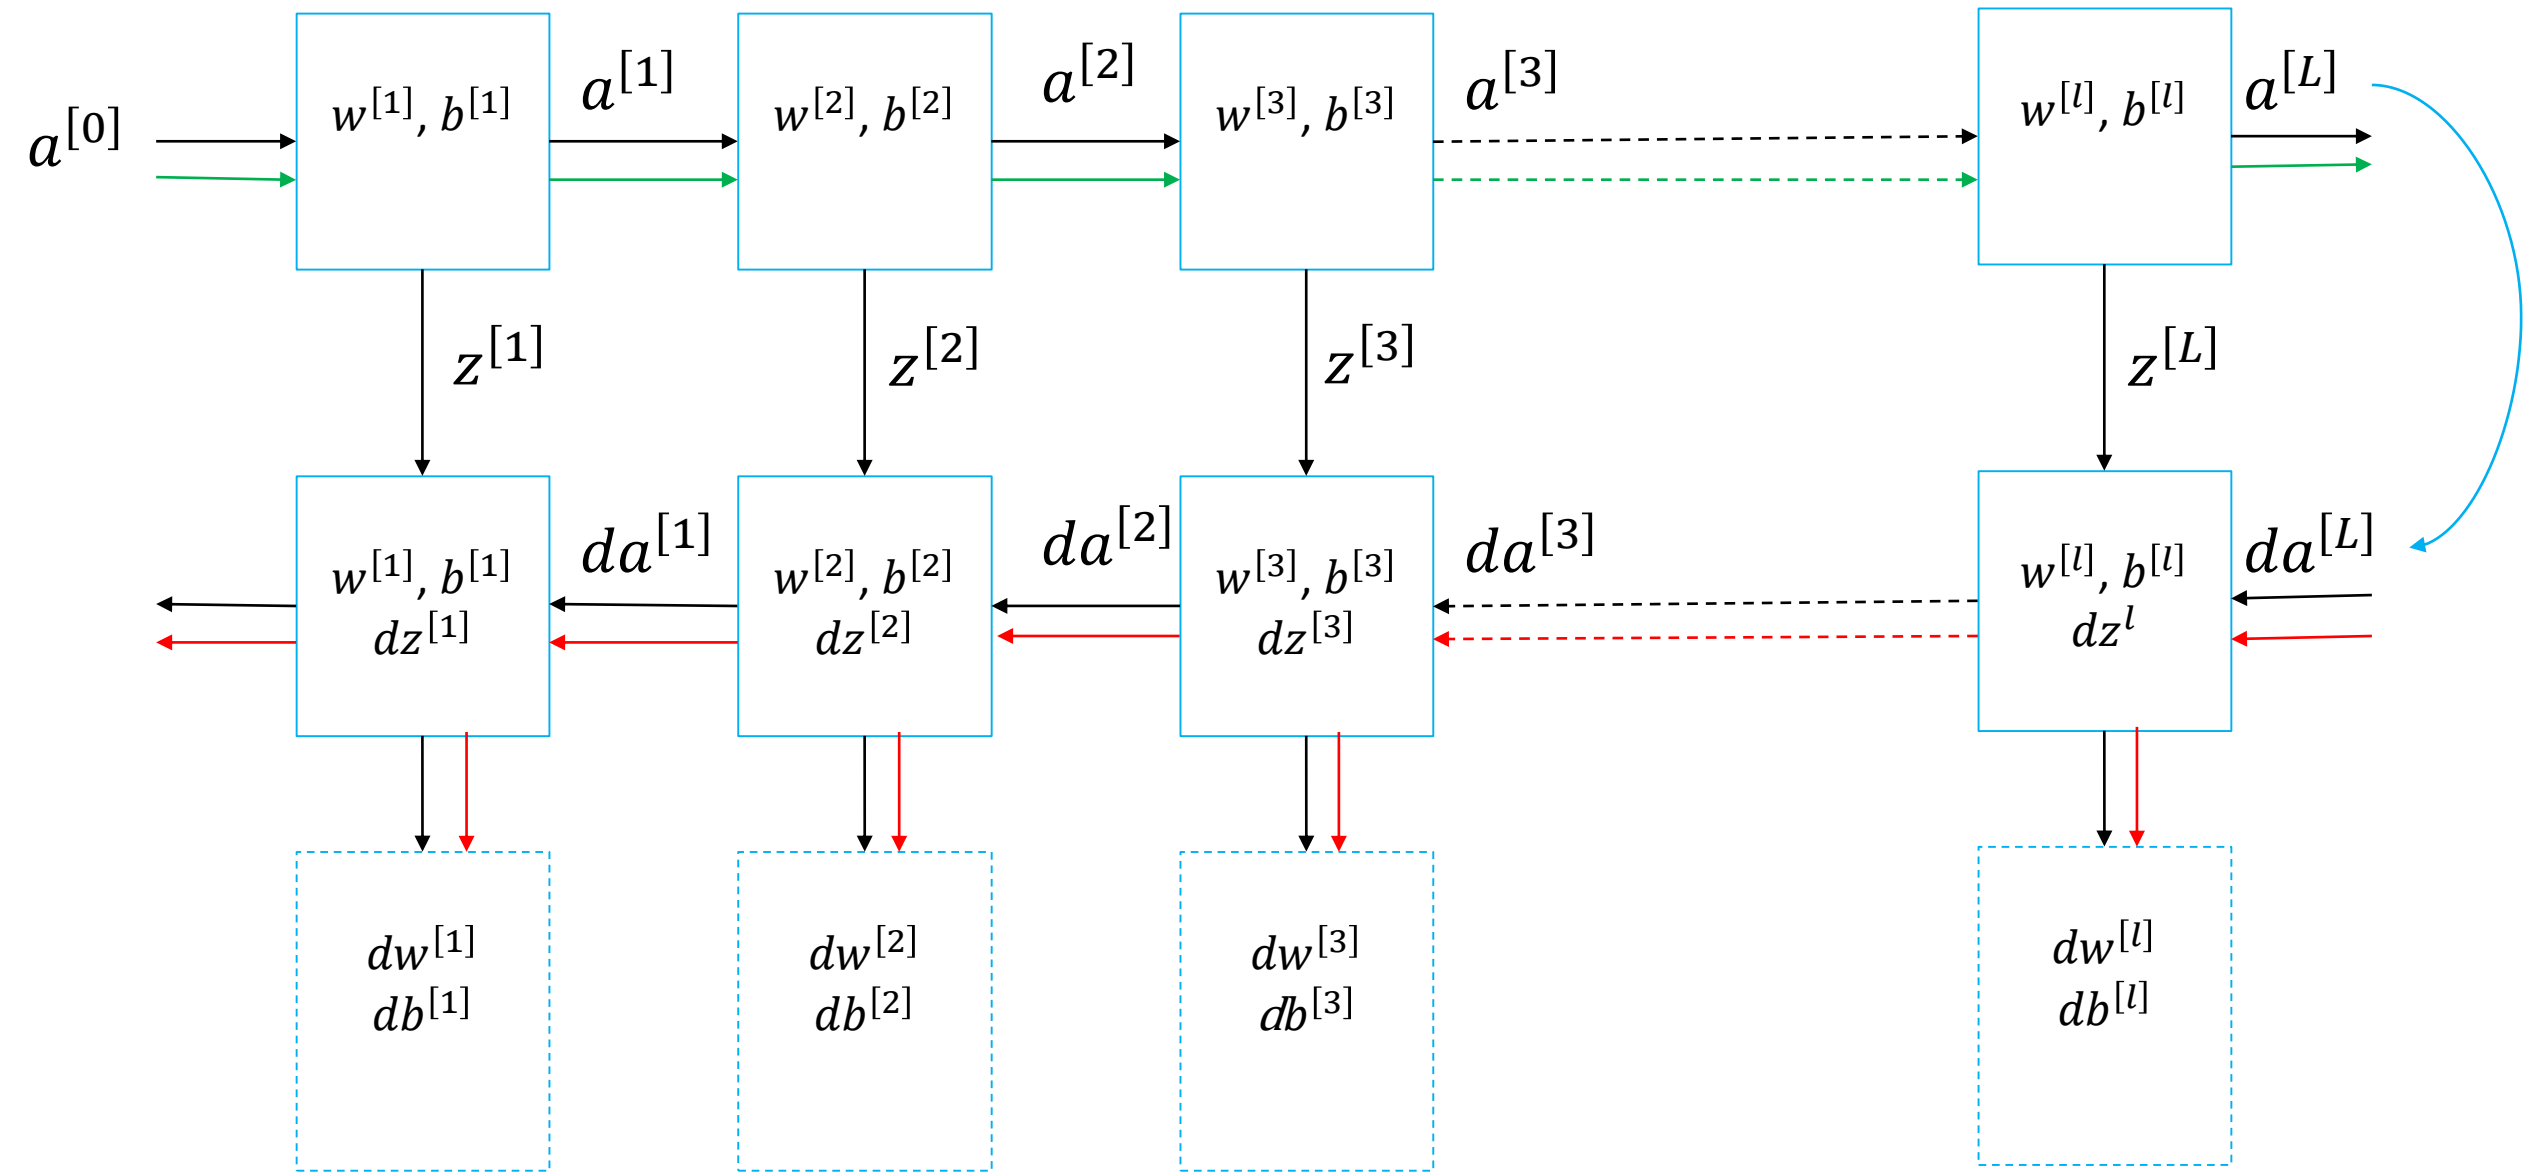 a^[0]
w^[1], b^[1]
a^[1]
w^[2], b^[2]
a^[2]
w^[3], b^[3]
a^[3]
w^[l], b^[l]
a^[L]
z^[1]
z^[2]
z^[3]
z^[L]
w^[1], b^[1]
dz^[1]
da^[1]
w^[2], b^[2]
dz^[2]
da^[2]
w^[3], b^[3]
dz^[3]
da^[3]
w^[l], b^[l]
dz^l
da^[L]
dw^[1]
db^[1]
dw^[2]
db^[2]
dw^[3]
db^[3]
dw^[l]
db^[l]